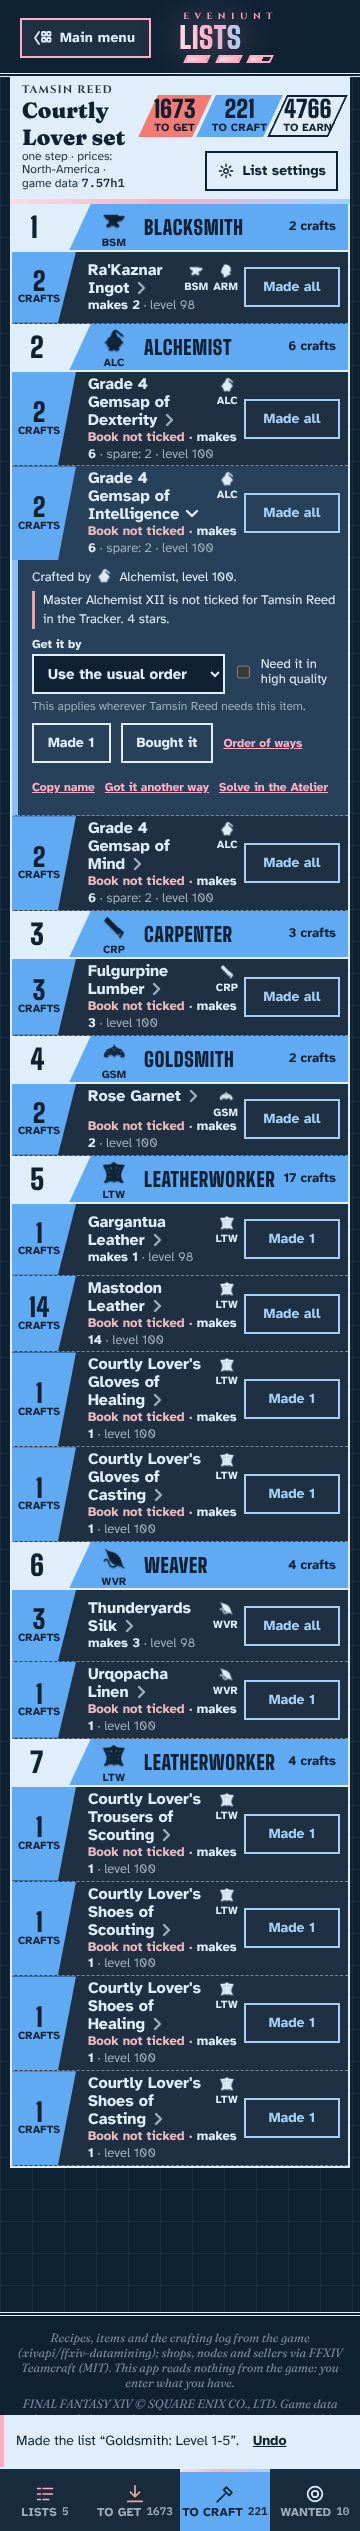 Main menu
EVENIUNT
LISTS
TAMSIN REED
Courtly
Lover set
one step · prices:
North-America ·
game data 7.57h1
1673
TO GET
221
TO CRAFT
4766
TO EARN
List settings
1
BSM
BLACKSMITH
2 crafts
2
CRAFTS
Ra'Kaznar
Ingot
BSM ARM
makes 2 · level 98
Made all
2
ALC
ALCHEMIST
6 crafts
2
CRAFTS
Grade 4
Gemsap of
Dexterity
ALC
Book not ticked · makes
6 · spare: 2 · level 100
Made all
2
CRAFTS
Grade 4
Gemsap of
Intelligence
ALC
Book not ticked · makes
6 · spare: 2 · level 100
Made all
Crafted by Alchemist, level 100.
Master Alchemist XII is not ticked for Tamsin Reed
in the Tracker. 4 stars.
Get it by
Use the usual order
Need it in
high quality
This applies wherever Tamsin Reed needs this item.
Made 1
Bought it
Order of ways
Copy name
Got it another way
Solve in the Atelier
2
CRAFTS
Grade 4
Gemsap of
Mind
ALC
Book not ticked · makes
6 · spare: 2 · level 100
Made all
3
CRP
CARPENTER
3 crafts
3
CRAFTS
Fulgurpine
Lumber
CRP
Book not ticked · makes
3 · level 100
Made all
4
GSM
GOLDSMITH
2 crafts
2
CRAFTS
Rose Garnet
GSM
Book not ticked · makes
2 · level 100
Made all
5
LTW
LEATHERWORKER
17 crafts
1
CRAFTS
Gargantua
Leather
LTW
makes 1 · level 98
Made 1
14
CRAFTS
Mastodon
Leather
LTW
Book not ticked · makes
14 · level 100
Made all
1
CRAFTS
Courtly Lover's
Gloves of
Healing
LTW
Book not ticked · makes
1 · level 100
Made 1
1
CRAFTS
Courtly Lover's
Gloves of
Casting
LTW
Book not ticked · makes
1 · level 100
Made 1
6
WVR
WEAVER
4 crafts
3
CRAFTS
Thunderyards
Silk
WVR
makes 3 · level 98
Made all
1
CRAFTS
Urqopacha
Linen
WVR
Book not ticked · makes
1 · level 100
Made 1
7
LTW
LEATHERWORKER
4 crafts
1
CRAFTS
Courtly Lover's
Trousers of
Scouting
LTW
Book not ticked · makes
1 · level 100
Made 1
1
CRAFTS
Courtly Lover's
Shoes of
Scouting
LTW
Book not ticked · makes
1 · level 100
Made 1
1
CRAFTS
Courtly Lover's
Shoes of
Healing
LTW
Book not ticked · makes
1 · level 100
Made 1
1
CRAFTS
Courtly Lover's
Shoes of
Casting
LTW
Book not ticked · makes
1 · level 100
Made 1
Recipes, items and the crafting log from the game
(xivapi/ffxiv-datamining); shops, nodes and sellers via FFXIV
Teamcraft (MIT). This app reads nothing from the game: you
enter what you have.
FINAL FANTASY XIV © SQUARE ENIX CO., LTD. Game data
Made the list “Goldsmith: Level 1-5”. Undo
LISTS 5
TO GET 1673
TO CRAFT 221
WANTED 10